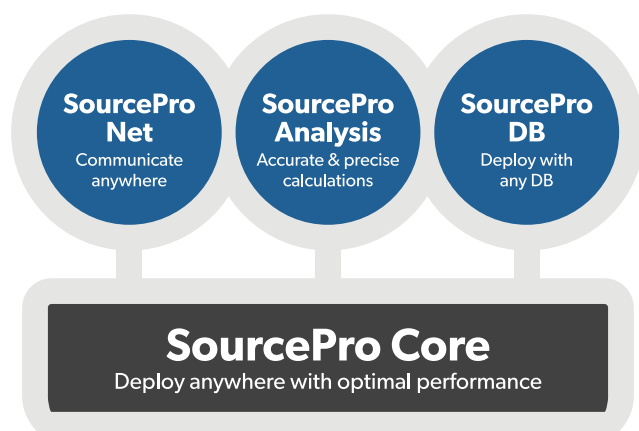 SourcePro
Net
Communicate
anywhere
SourcePro
Analysis
Accurate & precise
calculations
SourcePro
DB
Deploy with
any DB
SourcePro Core
Deploy anywhere with optimal performance